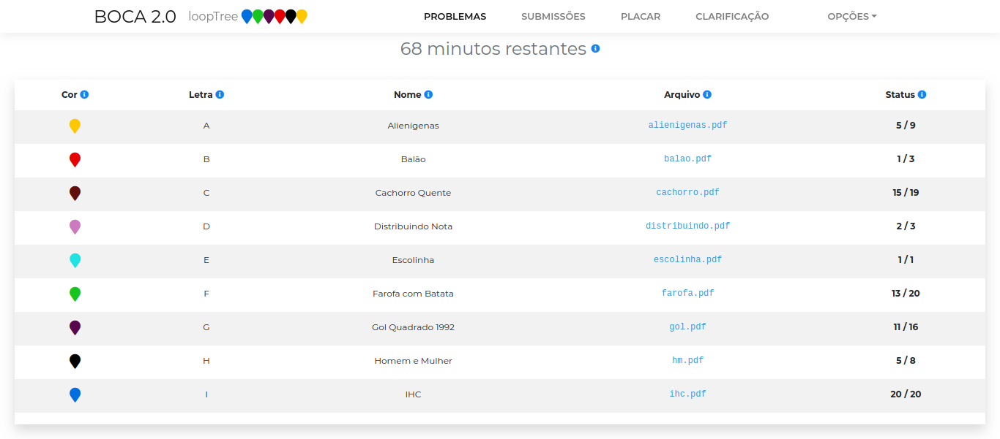 BOCA 2.0 loopTree PROBLEMAS SUBMISSÕES PLACAR CLARIFICAÇÃO OPÇÕES
68 minutos restantes
Cor Letra Nome Arquivo Status
A Alienígenas alienigenas.pdf 5 / 9
B Balão balao.pdf 1 / 3
C Cachorro Quente cachorro.pdf 15 / 19
D Distribuindo Nota distribuindo.pdf 2 / 3
E Escolinha escolinha.pdf 1 / 1
F Farofa com Batata farofa.pdf 13 / 20
G Gol Quadrado 1992 gol.pdf 11 / 16
H Homem e Mulher hm.pdf 5 / 8
I IHC ihc.pdf 20 / 20